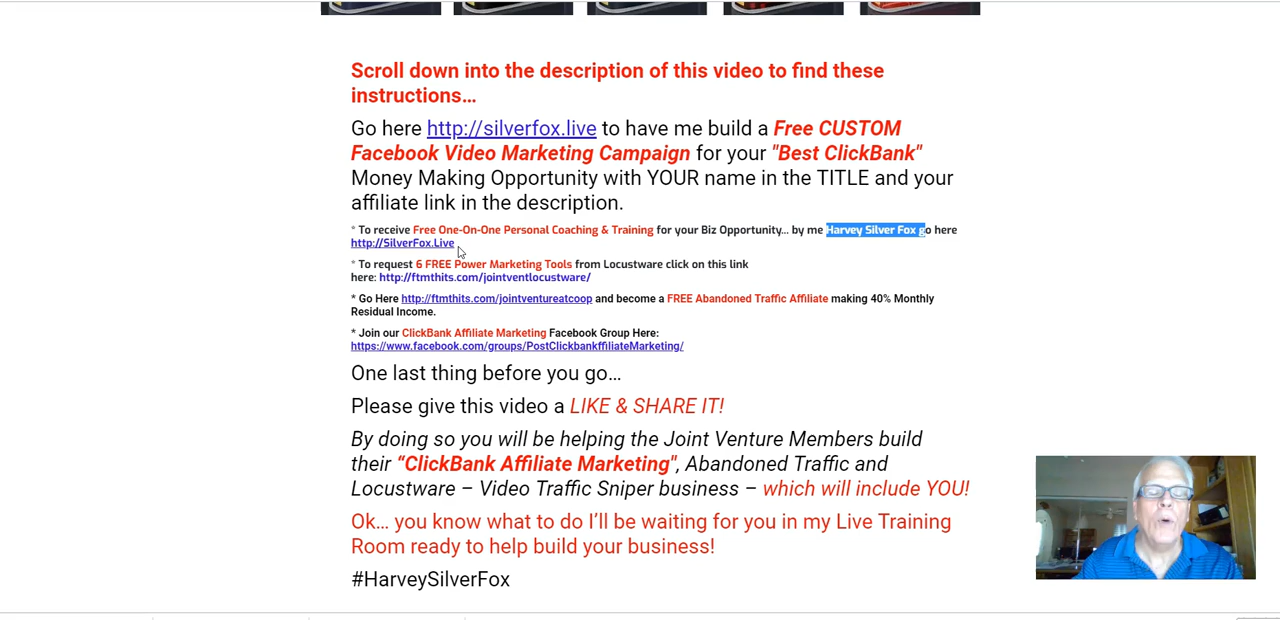 Scroll down into the description of this video to find these
instructions…
Go here http://silverfox.live to have me build a Free CUSTOM
Facebook Video Marketing Campaign for your "Best ClickBank"
Money Making Opportunity with YOUR name in the TITLE and your
affiliate link in the description.
* To receive Free One-On-One Personal Coaching & Training for your Biz Opportunity... by me Harvey Silver Fox go here
http://SilverFox.Live
* To request 6 FREE Power Marketing Tools from Locustware click on this link
here: http://ftmthits.com/jointventlocustware/
* Go Here http://ftmthits.com/jointventureatcoop and become a FREE Abandoned Traffic Affiliate making 40% Monthly
Residual Income.
* Join our ClickBank Affiliate Marketing Facebook Group Here:
https://www.facebook.com/groups/PostClickbankffiliateMarketing/
One last thing before you go…
Please give this video a LIKE & SHARE IT!
By doing so you will be helping the Joint Venture Members build
their “ClickBank Affiliate Marketing", Abandoned Traffic and
Locustware – Video Traffic Sniper business – which will include YOU!
Ok… you know what to do I’ll be waiting for you in my Live Training
Room ready to help build your business!
#HarveySilverFox